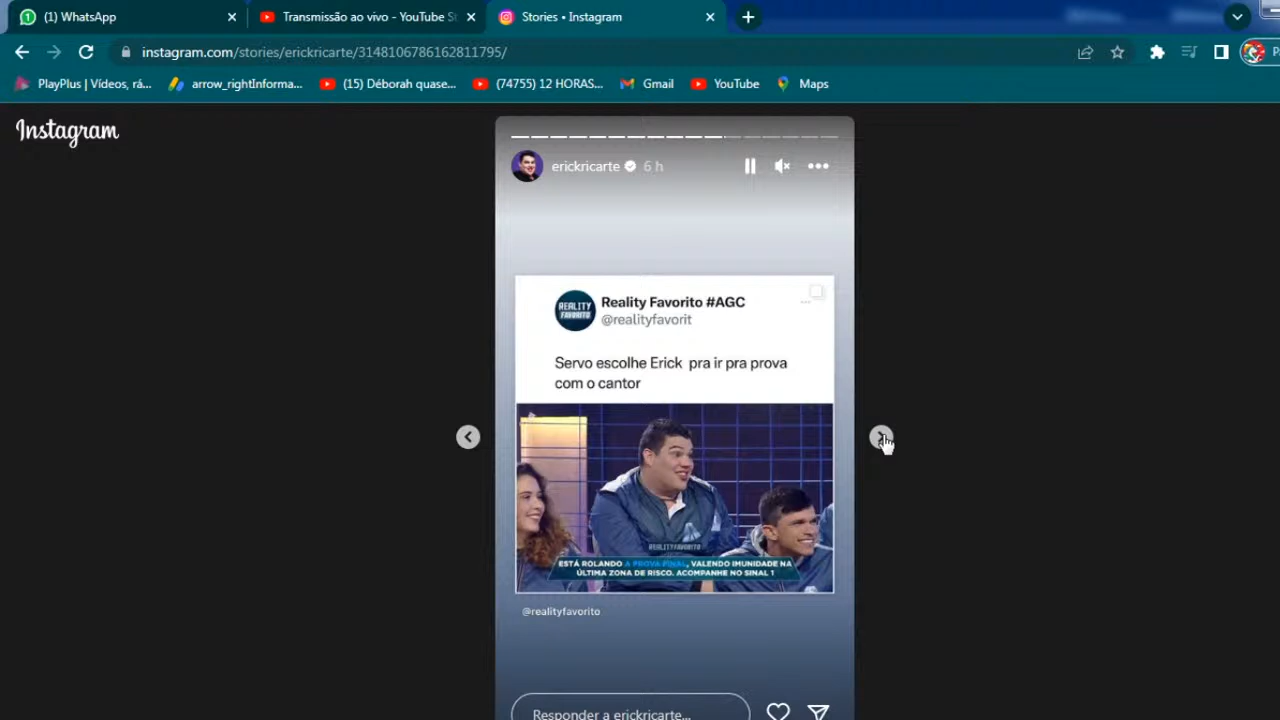 (1) WhatsApp
Transmissão ao vivo - YouTube St
Stories • Instagram
instagram.com/stories/erickricarte/3148106786162811795/
PlayPlus | Vídeos, rá...
arrow_rightInforma...
(15) Déborah quase...
(74755) 12 HORAS...
Gmail
YouTube
Maps
Instagram
erickricarte
6 h
REALITY
FAVORITO
Reality Favorito #AGC
@realityfavorit
Servo escolhe Erick pra ir pra prova
com o cantor
REALITYFAVORITO
ESTÁ ROLANDO A PROVA FINAL, VALENDO IMUNIDADE NA
ÚLTIMA ZONA DE RISCO. ACOMPANHE NO SINAL 1
@realityfavorito
Responder a erickricarte...